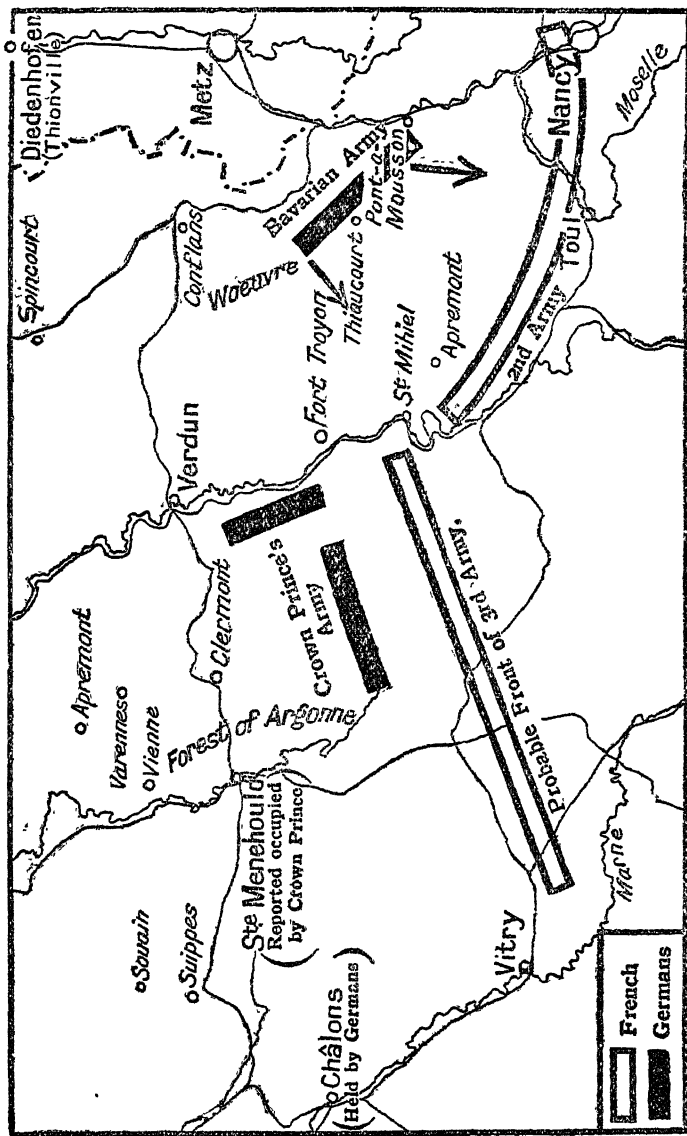 Diedenhofen
(Thionville)
Spincourt
Metz
Conflans
Verdun
Apremont
Varennes
Vienne
Clermont
Souain
Suippes
Forest of Argonne
Ste Menehould
(Reported occupied
by Crown Prince)
Châlons
(Held by Germans)
Crown Prince's
Army
Woeuvre
Bavarian Army
Fort Troyon
Thiaucourt
Pont-a-
Mousson
St Mihiel
Apremont
Nancy
2nd Army
Toul
Moselle
Probable Front of 3rd Army.
Vitry
Marne
French
Germans